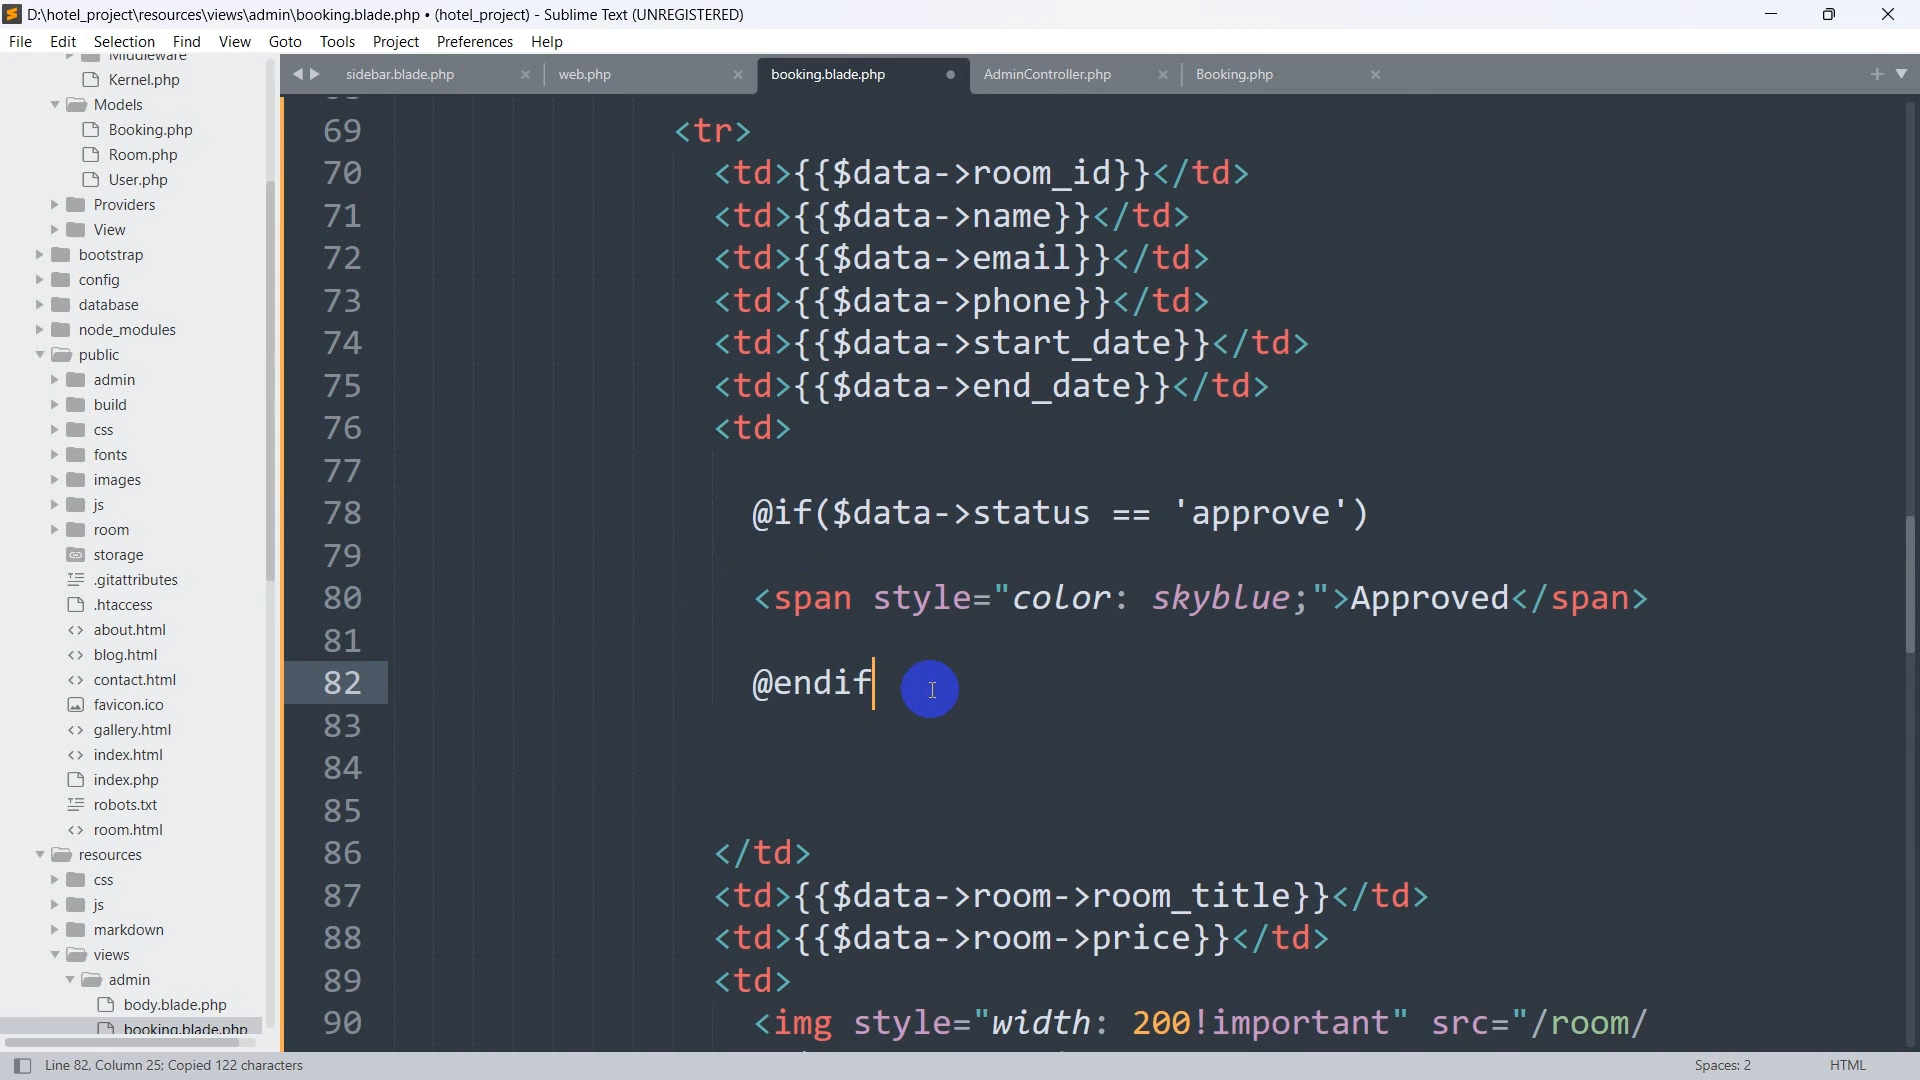 D:\hotel_project\resources\views\admin\booking.blade.php • (hotel_project) - Sublime Text (UNREGISTERED)
File Edit Selection Find View Goto Tools Project Preferences Help
sidebar.blade.php × web.php × booking.blade.php • AdminController.php × Booking.php × +
Middleware
Kernel.php
Models
Booking.php
Room.php
User.php
Providers
View
bootstrap
config
database
node_modules
public
admin
build
css
fonts
images
js
room
storage
.gitattributes
.htaccess
about.html
blog.html
contact.html
favicon.ico
gallery.html
index.html
index.php
robots.txt
room.html
resources
css
js
markdown
views
admin
body.blade.php
booking.blade.php
69 <tr>
70 <td>{{$data->room_id}}</td>
71 <td>{{$data->name}}</td>
72 <td>{{$data->email}}</td>
73 <td>{{$data->phone}}</td>
74 <td>{{$data->start_date}}</td>
75 <td>{{$data->end_date}}</td>
76 <td>
77
78 @if($data->status == 'approve')
79
80 <span style="color: skyblue;">Approved</span>
81
82 @endif
83
84
85
86 </td>
87 <td>{{$data->room->room_title}}</td>
88 <td>{{$data->room->price}}</td>
89 <td>
90 <img style="width: 200!important" src="/room/
Line 82, Column 25; Copied 122 characters
Spaces: 2
HTML